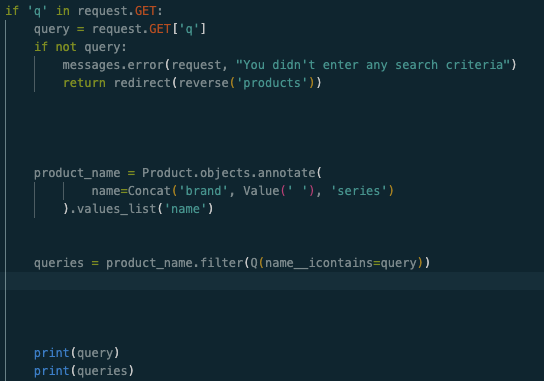 if 'q' in request.GET:
    query = request.GET['q']
    if not query:
        messages.error(request, "You didn't enter any search criteria")
        return redirect(reverse('products'))
    product_name = Product.objects.annotate(
            name=Concat('brand', Value(' '), 'series')
        ).values_list('name')
    queries = product_name.filter(Q(name__icontains=query))
    print(query)
    print(queries)